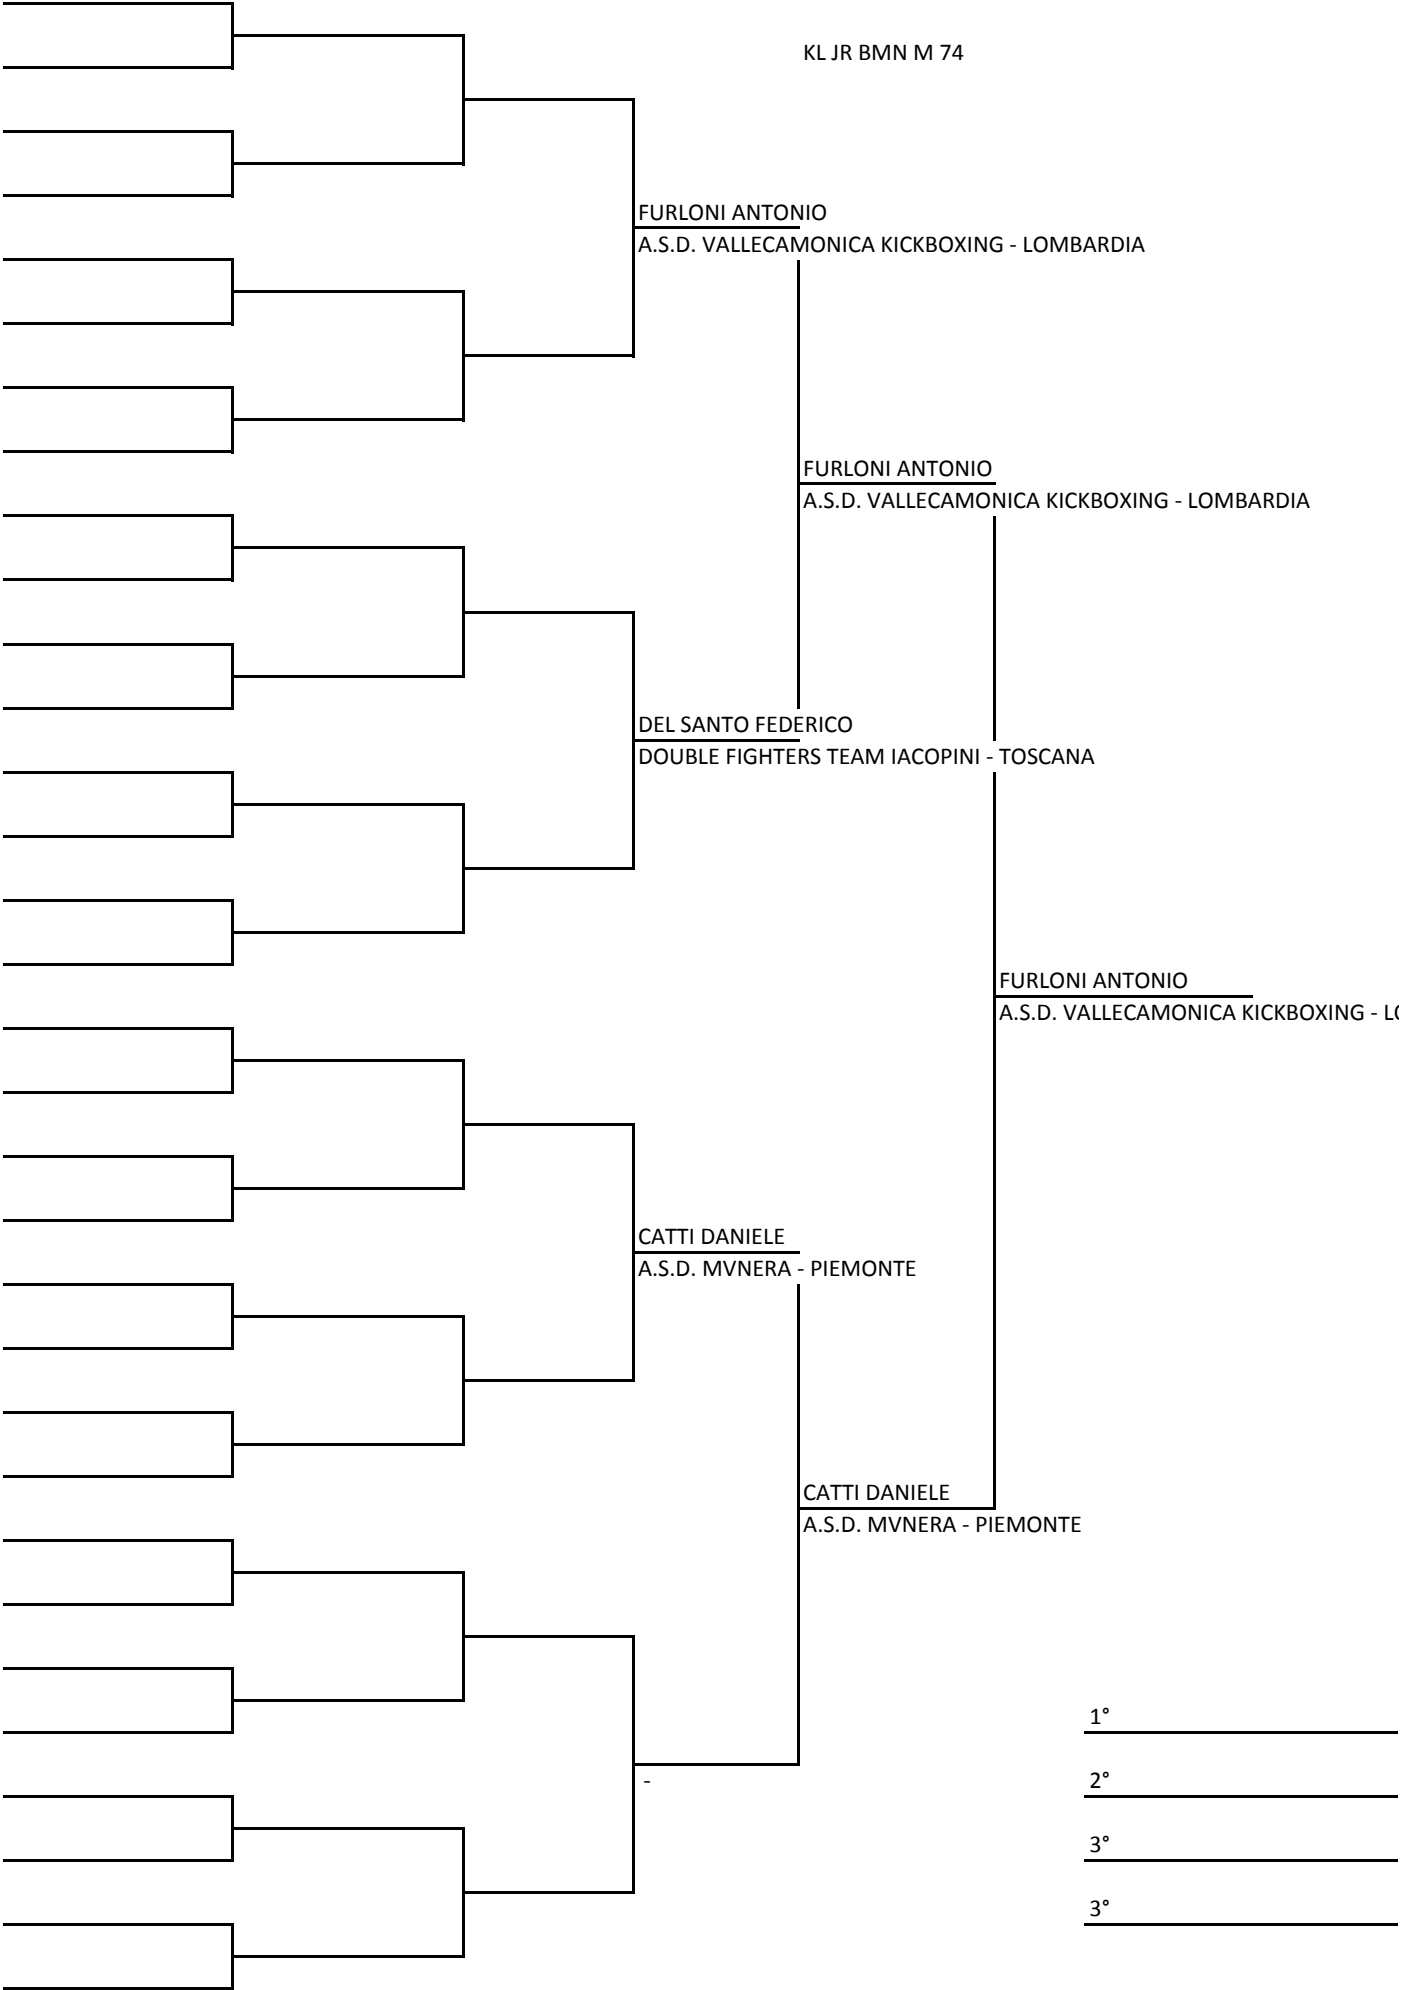 KL JR BMN M 74
FURLONI ANTONIO
A.S.D. VALLECAMONICA KICKBOXING - LOMBARDIA
FURLONI ANTONIO
A.S.D. VALLECAMONICA KICKBOXING - LOMBARDIA
DEL SANTO FEDERICO
DOUBLE FIGHTERS TEAM IACOPINI - TOSCANA
FURLONI ANTONIO
A.S.D. VALLECAMONICA KICKBOXING -
CATTI DANIELE
A.S.D. MVNERA - PIEMONTE
CATTI DANIELE
A.S.D. MVNERA - PIEMONTE
1°
-
2°
3°
3°